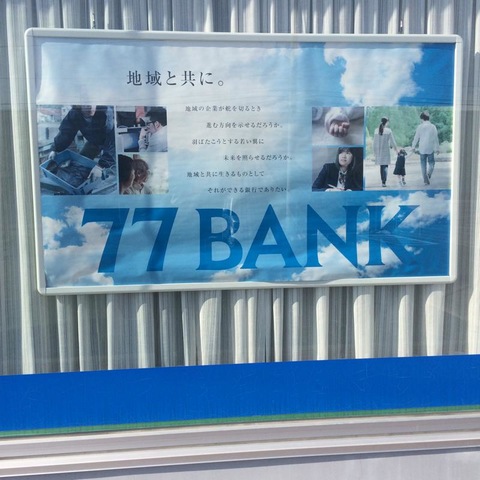 地域と共に。
地域の企業が舵を切るとき
進む方向を示せるだろうか。
羽ばたこうとする若い翼に
未来を照らせるだろうか。
地域と共に生きるものとして
それができる銀行でありたい。
77 BANK